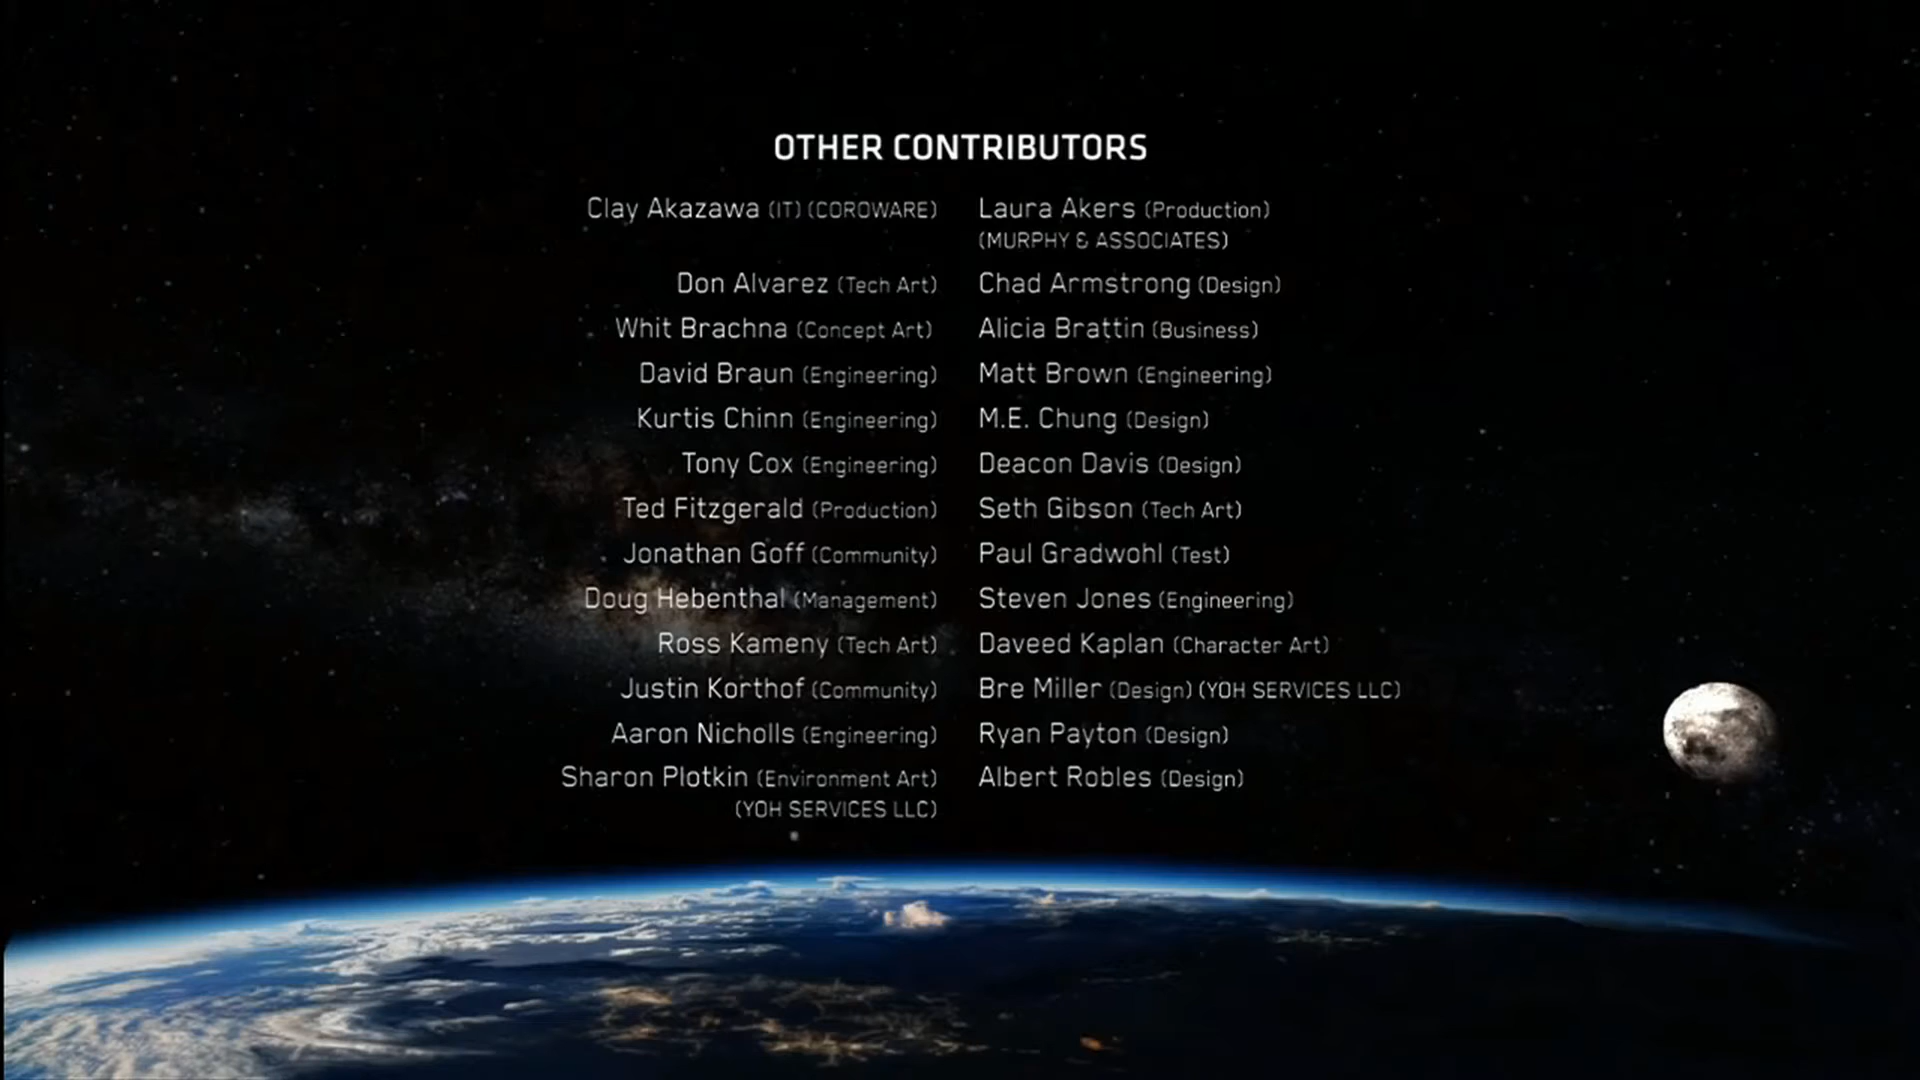 OTHER CONTRIBUTORS
Clay Akazawa (IT) (COROWARE) Laura Akers (Production)
(MURPHY & ASSOCIATES)
Don Alvarez (Tech Art) Chad Armstrong (Design)
Whit Brachna (Concept Art) Alicia Brattin (Business)
David Braun (Engineering) Matt Brown (Engineering)
Kurtis Chinn (Engineering) M.E. Chung (Design)
Tony Cox (Engineering) Deacon Davis (Design)
Ted Fitzgerald (Production) Seth Gibson (Tech Art)
Jonathan Goff (Community) Paul Gradwohl (Test)
Doug Hebenthal (Management) Steven Jones (Engineering)
Ross Kameny (Tech Art) Daveed Kaplan (Character Art)
Justin Korthof (Community) Bre Miller (Design) (YOH SERVICES LLC)
Aaron Nicholls (Engineering) Ryan Payton (Design)
Sharon Plotkin (Environment Art) Albert Robles (Design)
(YOH SERVICES LLC)